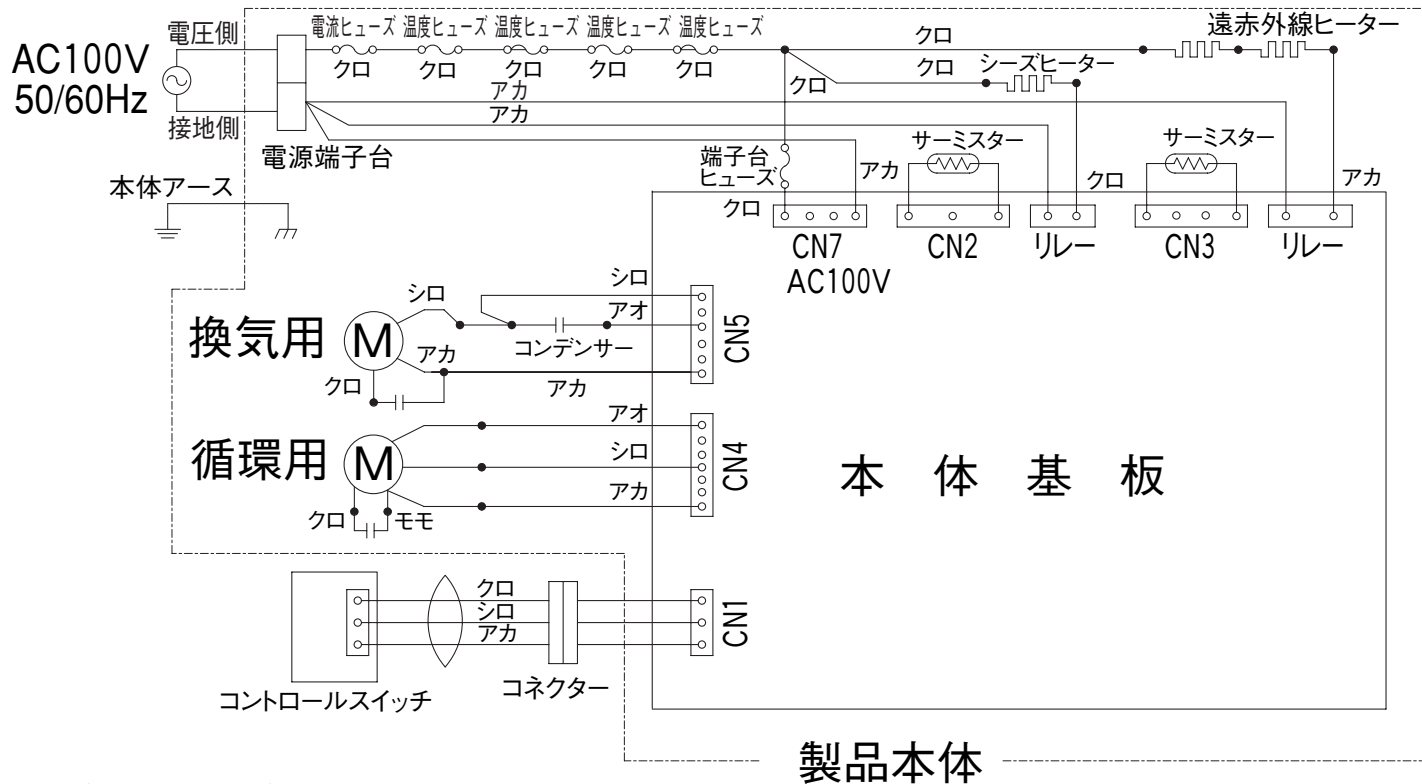 電圧側
AC100V
50/60Hz
接地側
電流ヒューズ 温度ヒューズ 温度ヒューズ 温度ヒューズ 温度ヒューズ
クロ クロ クロ クロ クロ
クロ
遠赤外線ヒーター
クロ
クロ
シーズヒーター
アカ
アカ
電源端子台
本体アース
端子台
ヒューズ
アカ
サーミスター
クロ
サーミスター
アカ
クロ
CN7
AC100V
CN2
リレー
CN3
リレー
換気用
M
シロ
シロ
アオ
コンデンサー
アカ
アカ
クロ
CN5
循環用
M
アオ
シロ
アカ
クロ
モモ
CN4
本体基板
クロ
シロ
アカ
CN1
コントロールスイッチ
コネクター
製品本体